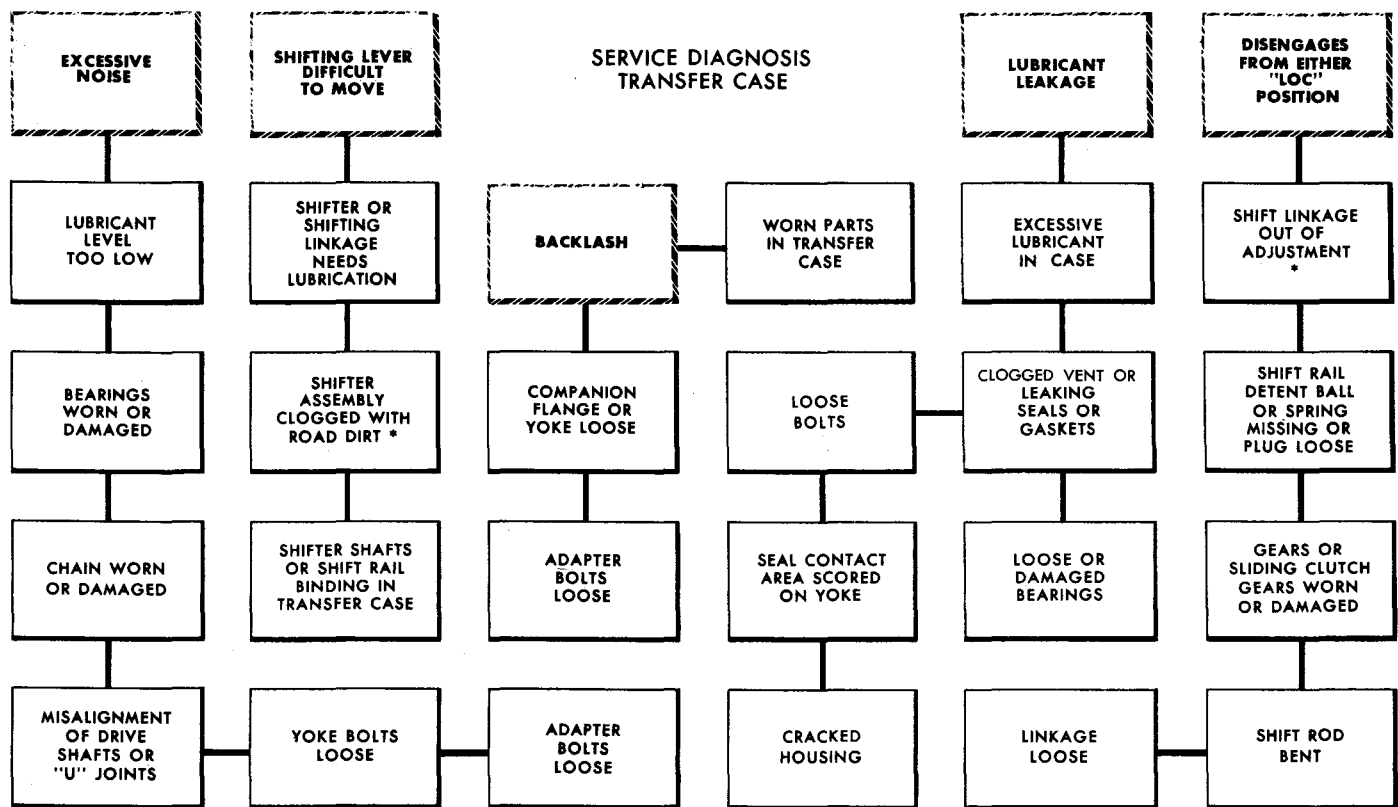 SERVICE DIAGNOSIS
TRANSFER CASE
EXCESSIVE
NOISE
SHIFTING LEVER
DIFFICULT
TO MOVE
LUBRICANT
LEAKAGE
DISENGAGES
FROM EITHER
"LOC"
POSITION
LUBRICANT
LEVEL
TOO LOW
SHIFTER OR
SHIFTING
LINKAGE
NEEDS
LUBRICATION
BACKLASH
WORN PARTS
IN TRANSFER
CASE
EXCESSIVE
LUBRICANT
IN CASE
SHIFT LINKAGE
OUT OF
ADJUSTMENT
*
BEARINGS
WORN OR
DAMAGED
SHIFTER
ASSEMBLY
CLOGGED WITH
ROAD DIRT *
COMPANION
FLANGE OR
YOKE LOOSE
LOOSE
BOLTS
CLOGGED VENT OR
LEAKING
SEALS OR
GASKETS
SHIFT RAIL
DETENT BALL
OR SPRING
MISSING OR
PLUG LOOSE
CHAIN WORN
OR DAMAGED
SHIFTER SHAFTS
OR SHIFT RAIL
BINDING IN
TRANSFER CASE
ADAPTER
BOLTS
LOOSE
SEAL CONTACT
AREA SCORED
ON YOKE
LOOSE OR
DAMAGED
BEARINGS
GEARS OR
SLIDING CLUTCH
GEARS WORN
OR DAMAGED
MISALIGNMENT
OF DRIVE
SHAFTS OR
"U" JOINTS
YOKE BOLTS
LOOSE
ADAPTER
BOLTS
LOOSE
CRACKED
HOUSING
LINKAGE
LOOSE
SHIFT ROD
BENT